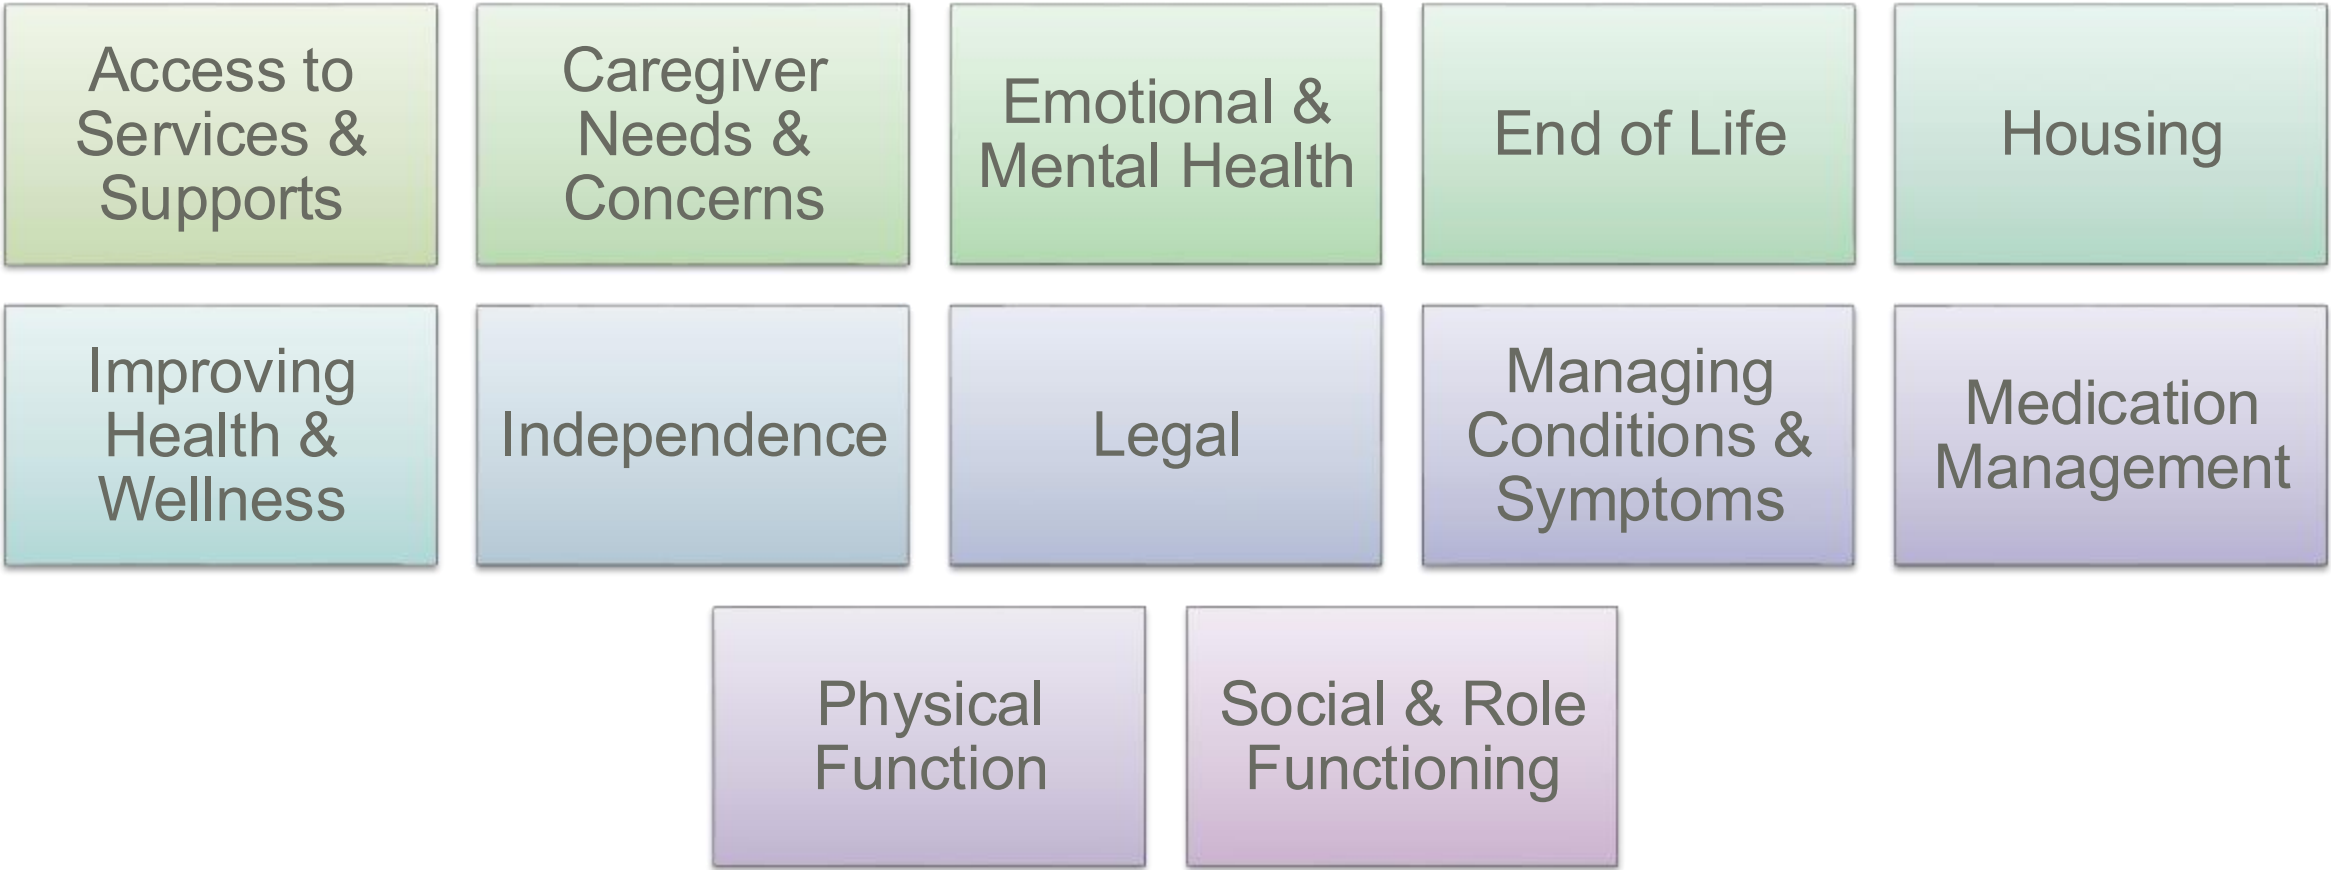 Access to
Services &
Supports
Caregiver
Needs &
Concerns
Emotional &
Mental Health
End of Life
Housing
Improving
Health &
Wellness
Independence
Legal
Managing
Conditions &
Symptoms
Medication
Management
Physical
Function
Social & Role
Functioning